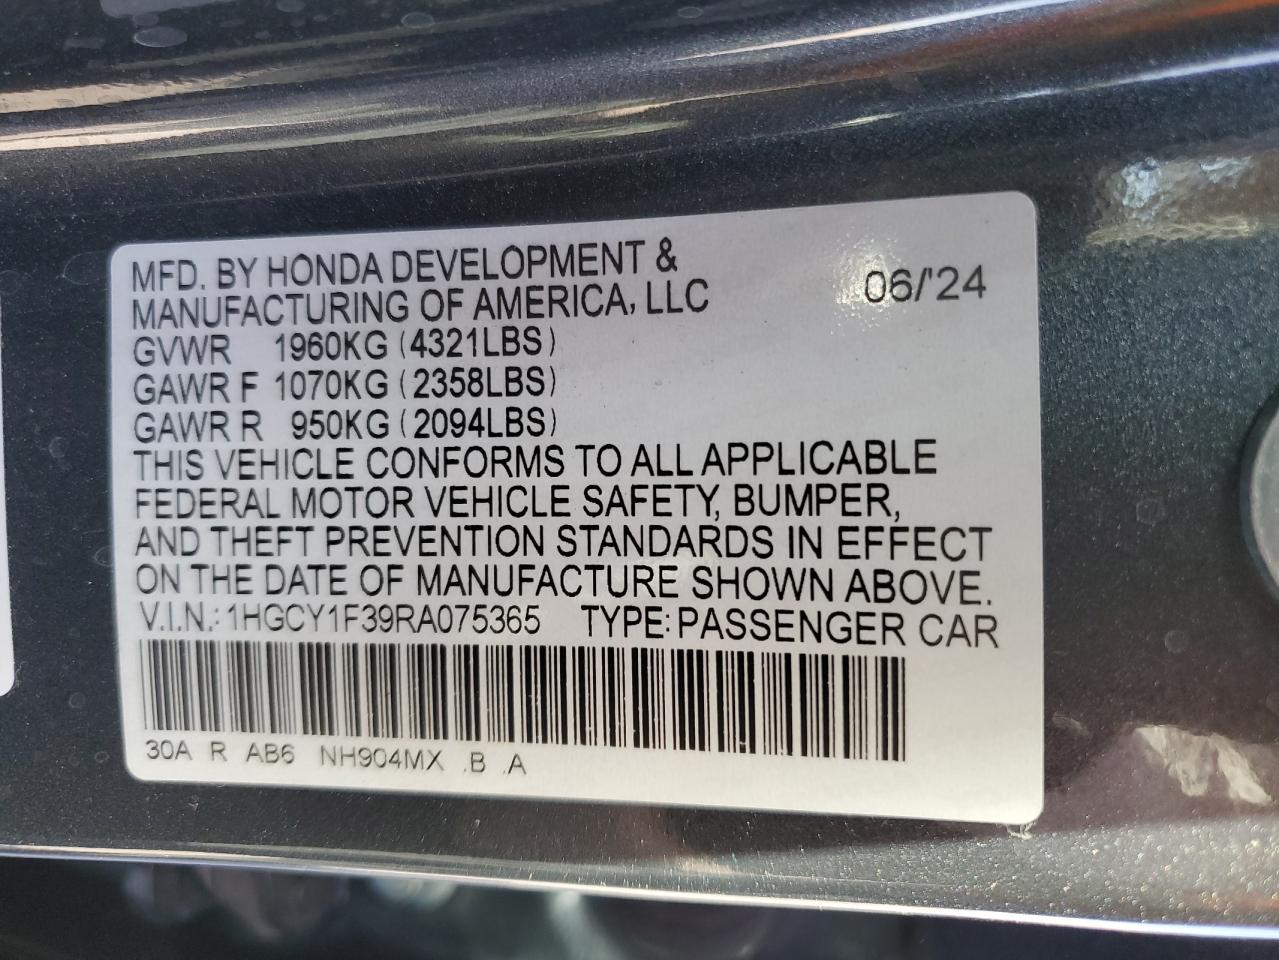 MFD. BY HONDA DEVELOPMENT &
MANUFACTURING OF AMERICA, LLC
06/'24
GVWR 1960KG (4321LBS)
GAWR F 1070KG (2358LBS)
GAWR R 950KG (2094LBS)
THIS VEHICLE CONFORMS TO ALL APPLICABLE
FEDERAL MOTOR VEHICLE SAFETY, BUMPER,
AND THEFT PREVENTION STANDARDS IN EFFECT
ON THE DATE OF MANUFACTURE SHOWN ABOVE.
V.I.N.: 1HGCY1F39RA075365 TYPE: PASSENGER CAR
30A R AB6 NH904MX .B .A